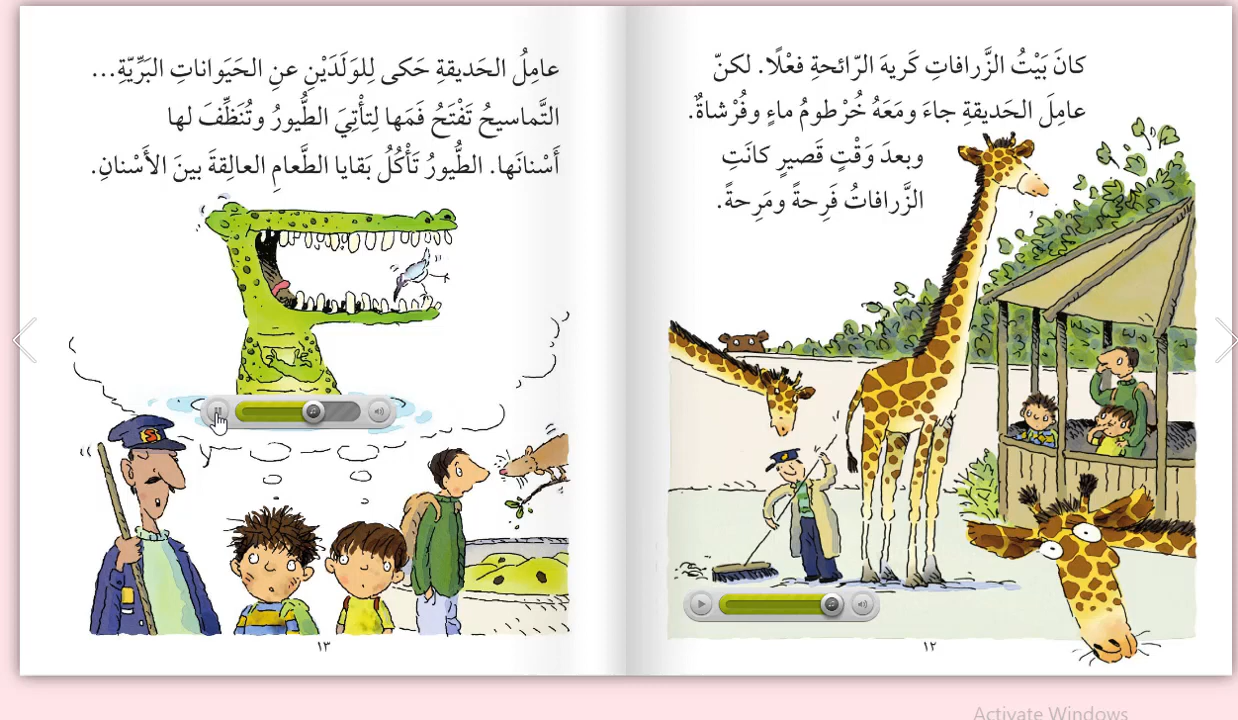 كانَ بَيْتُ الزَّرافاتِ كَريهَ الرّائحةِ فعْلًا. لكنّ
عامِلَ الحَديقةِ جاءَ ومَعَهُ خُرْطومُ ماءٍ وفُرْشاةٌ.
وبعدَ وَقْتٍ قَصيرٍ كانَتِ
الزَّرافاتُ فَرِحةً ومَرِحةً.
١٢
عامِلُ الحَديقةِ حَكى لِلوَلَدَيْنِ عنِ الحَيَواناتِ البَرِّيّةِ...
التَّماسيحُ تَفْتَحُ فَمَها لِتأْتِيَ الطُّيورُ وتُنَظِّفَ لها
أَسْنانَها. الطُّيورُ تَأْكُلُ بَقايا الطَّعامِ العالِقةَ بينَ الأَسْنانِ.
S
١٣
Activate Windows